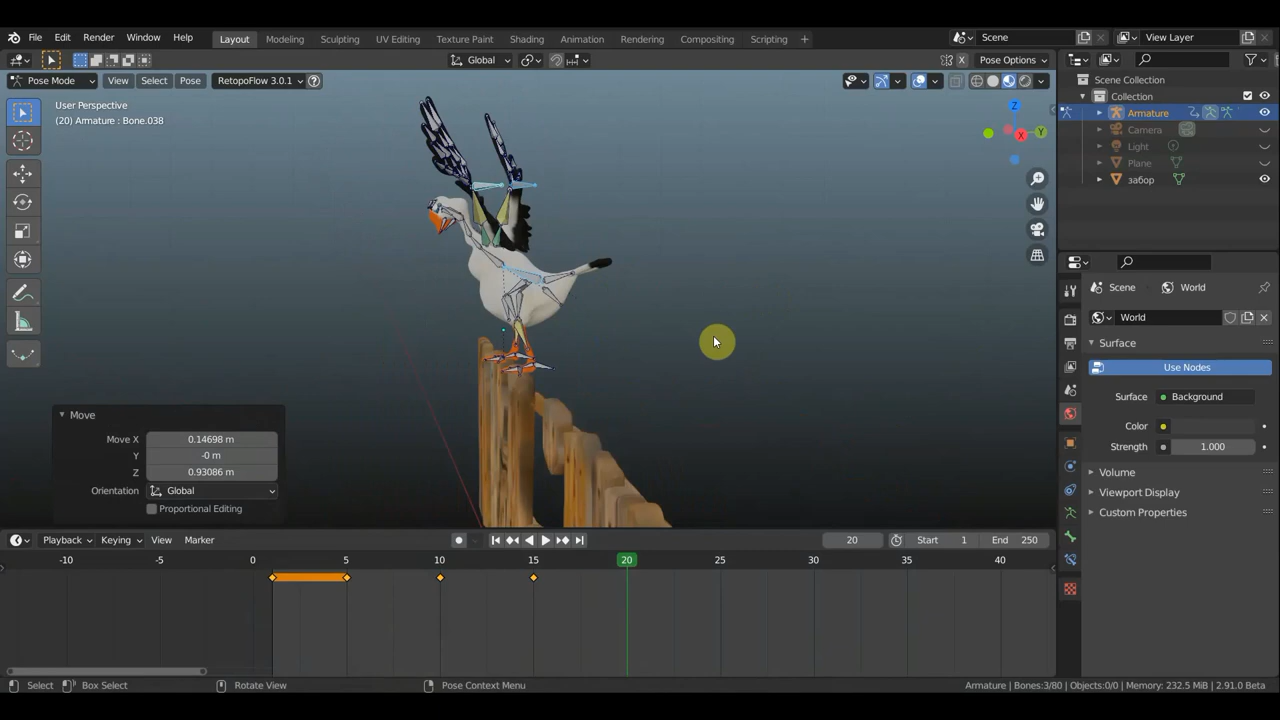 File Edit Render Window Help Layout Modeling Sculpting UV Editing Texture Paint Shading Animation Rendering Compositing Scripting + Scene View Layer
Global Pose Options
Pose Mode View Select Pose RetopoFlow 3.0.1
Scene Collection
Collection
Armature
Camera
Light
Plane
забор
User Perspective
(20) Armature : Bone.038
Z
Y
X
Move
Move X 0.14698 m
Y -0 m
Z 0.93086 m
Orientation Global
Proportional Editing
Scene World
World
Surface
Use Nodes
Surface Background
Color
Strength 1.000
Volume
Viewport Display
Custom Properties
Playback Keying View Marker 20 Start 1 End 250
-10 0 5 10 15 20 25 30 35 40
Select Box Select Rotate View Pose Context Menu Armature | Bones:3/80 | Objects:0/0 | Memory: 232.5 MiB | 2.91.0 Beta